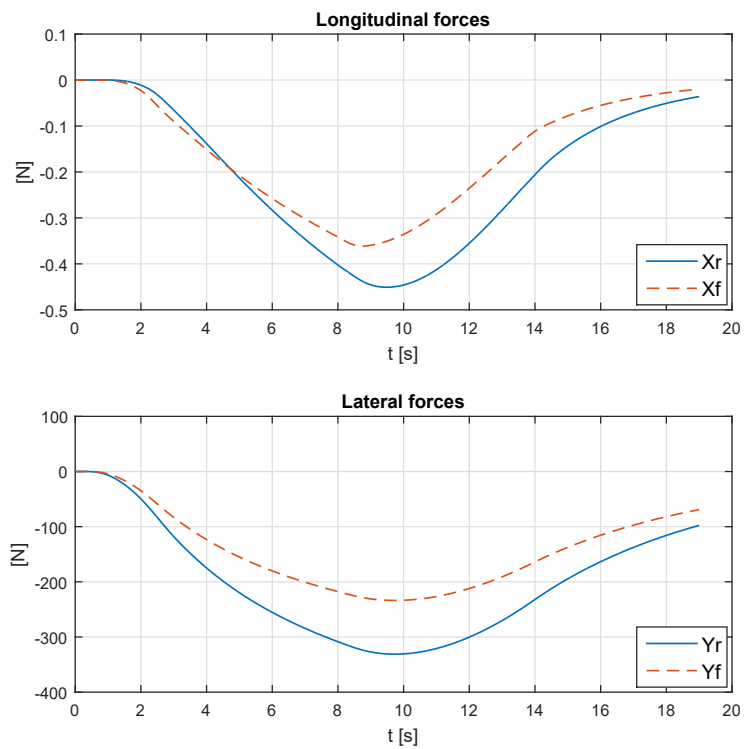 Longitudinal forces
0.1
0
-0.1
-0.2
-0.3
-0.4
-0.5
[N]
0 2 4 6 8 10 12 14 16 18 20
t [s]
Xr
Xf
Lateral forces
100
0
-100
-200
-300
-400
[N]
0 2 4 6 8 10 12 14 16 18 20
t [s]
Yr
Yf